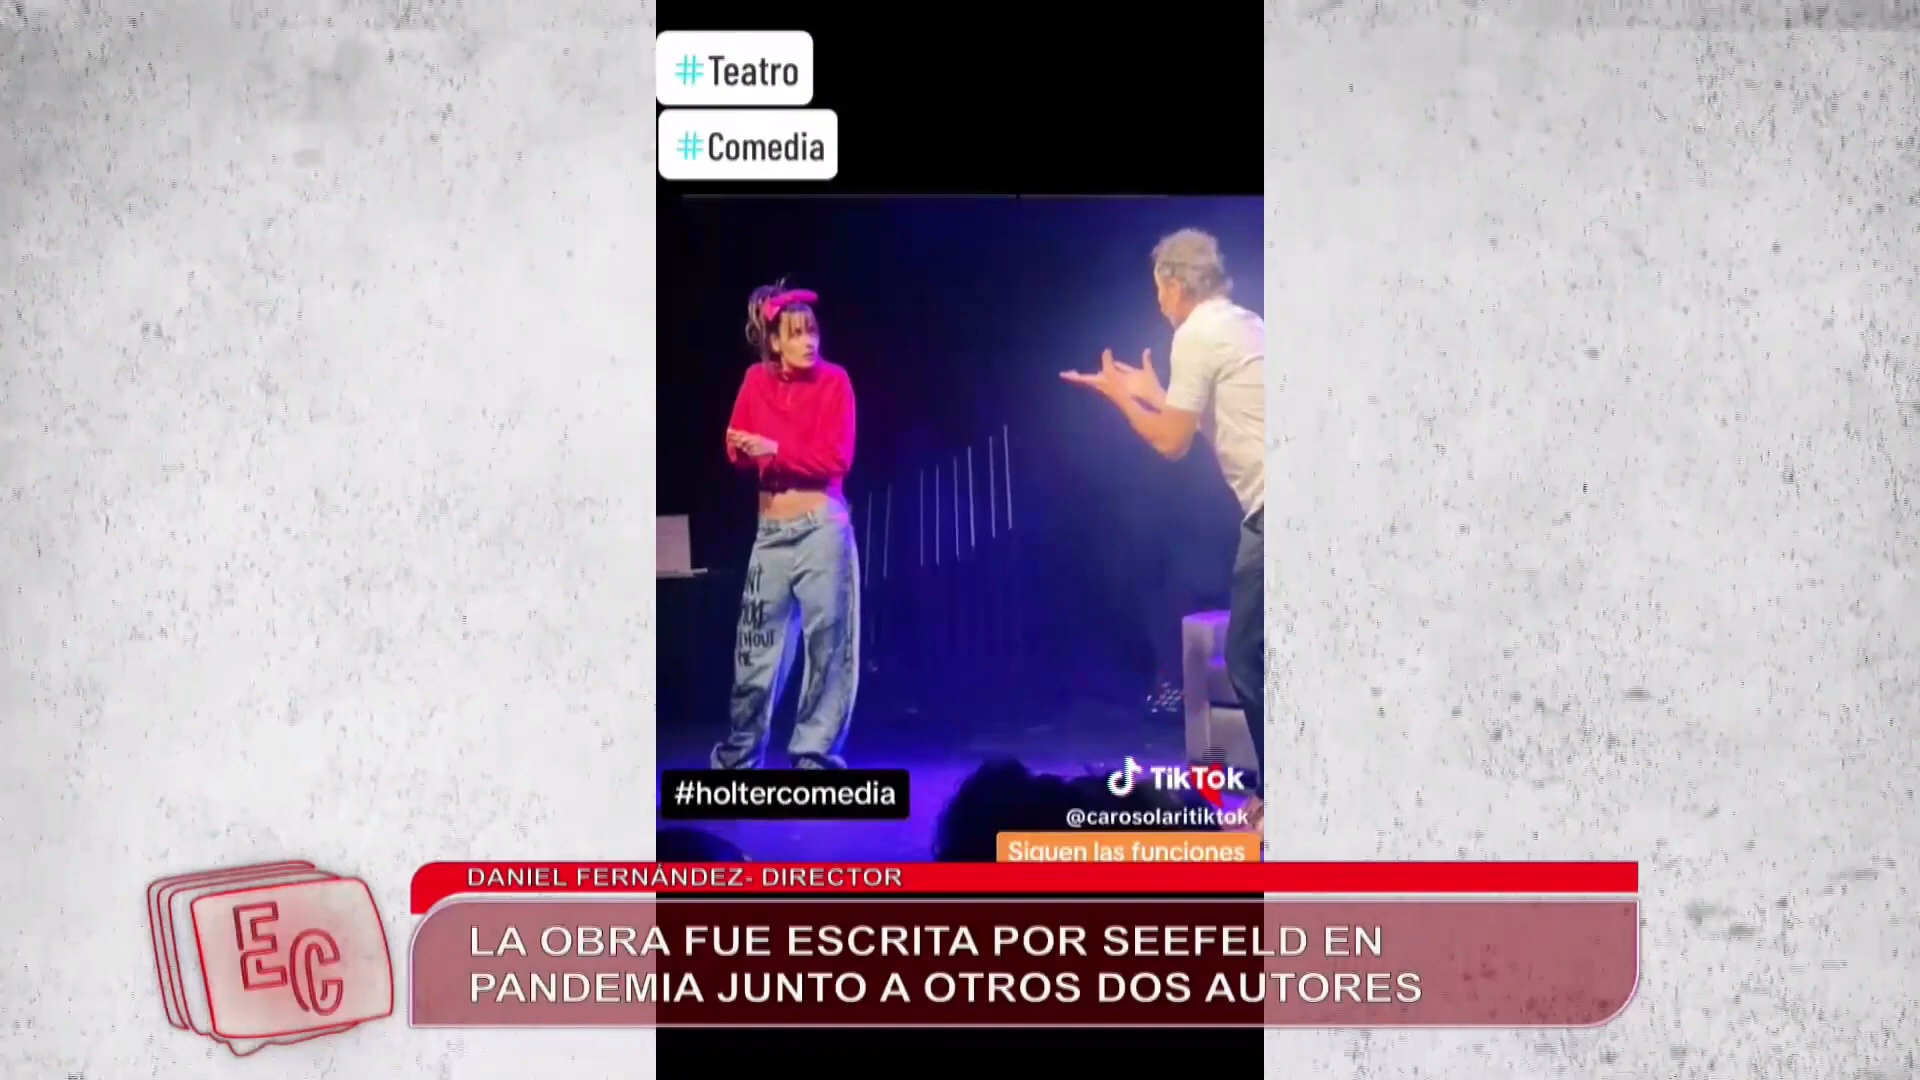 #Teatro
#Comedia
#holtercomedia
TikTok
@carosolaritiktok
Siguen las funciones
DANIEL FERNÁNDEZ- DIRECTOR
LA OBRA FUE ESCRITA POR SEEFELD EN
PANDEMIA JUNTO A OTROS DOS AUTORES
EC